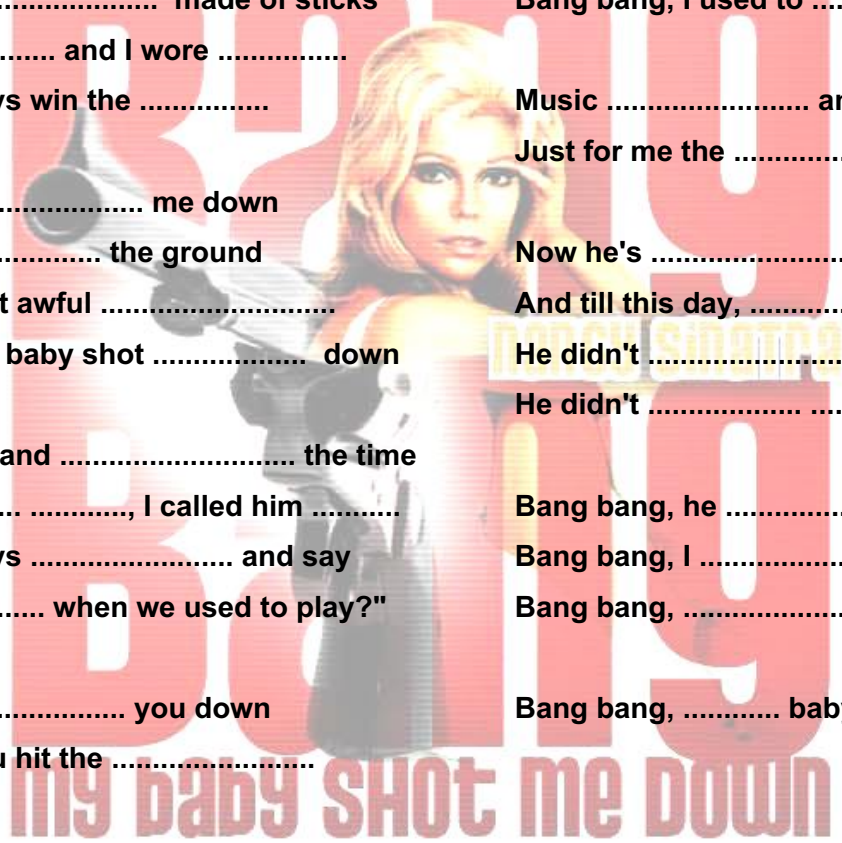 .................. made of sticks
....... and I wore ................
ys win the ................
.................. me down
............. the ground
t awful .............................
baby shot ................... down
and ............................. the time
... ............, I called him ...........
ys ......................... and say
...... when we used to play?"
................ you down
u hit the .........................
Bang bang, I used to ....
Music ......................... an
Just for me the ..............
Now he's ........................
And till this day, ............
He didn't ........................
He didn't ................... ....
Bang bang, he ...............
Bang bang, I ..................
Bang bang, ....................
Bang bang, ............ baby
Bang
Bang
nancy sinatra
my baby SHOt me DOWn